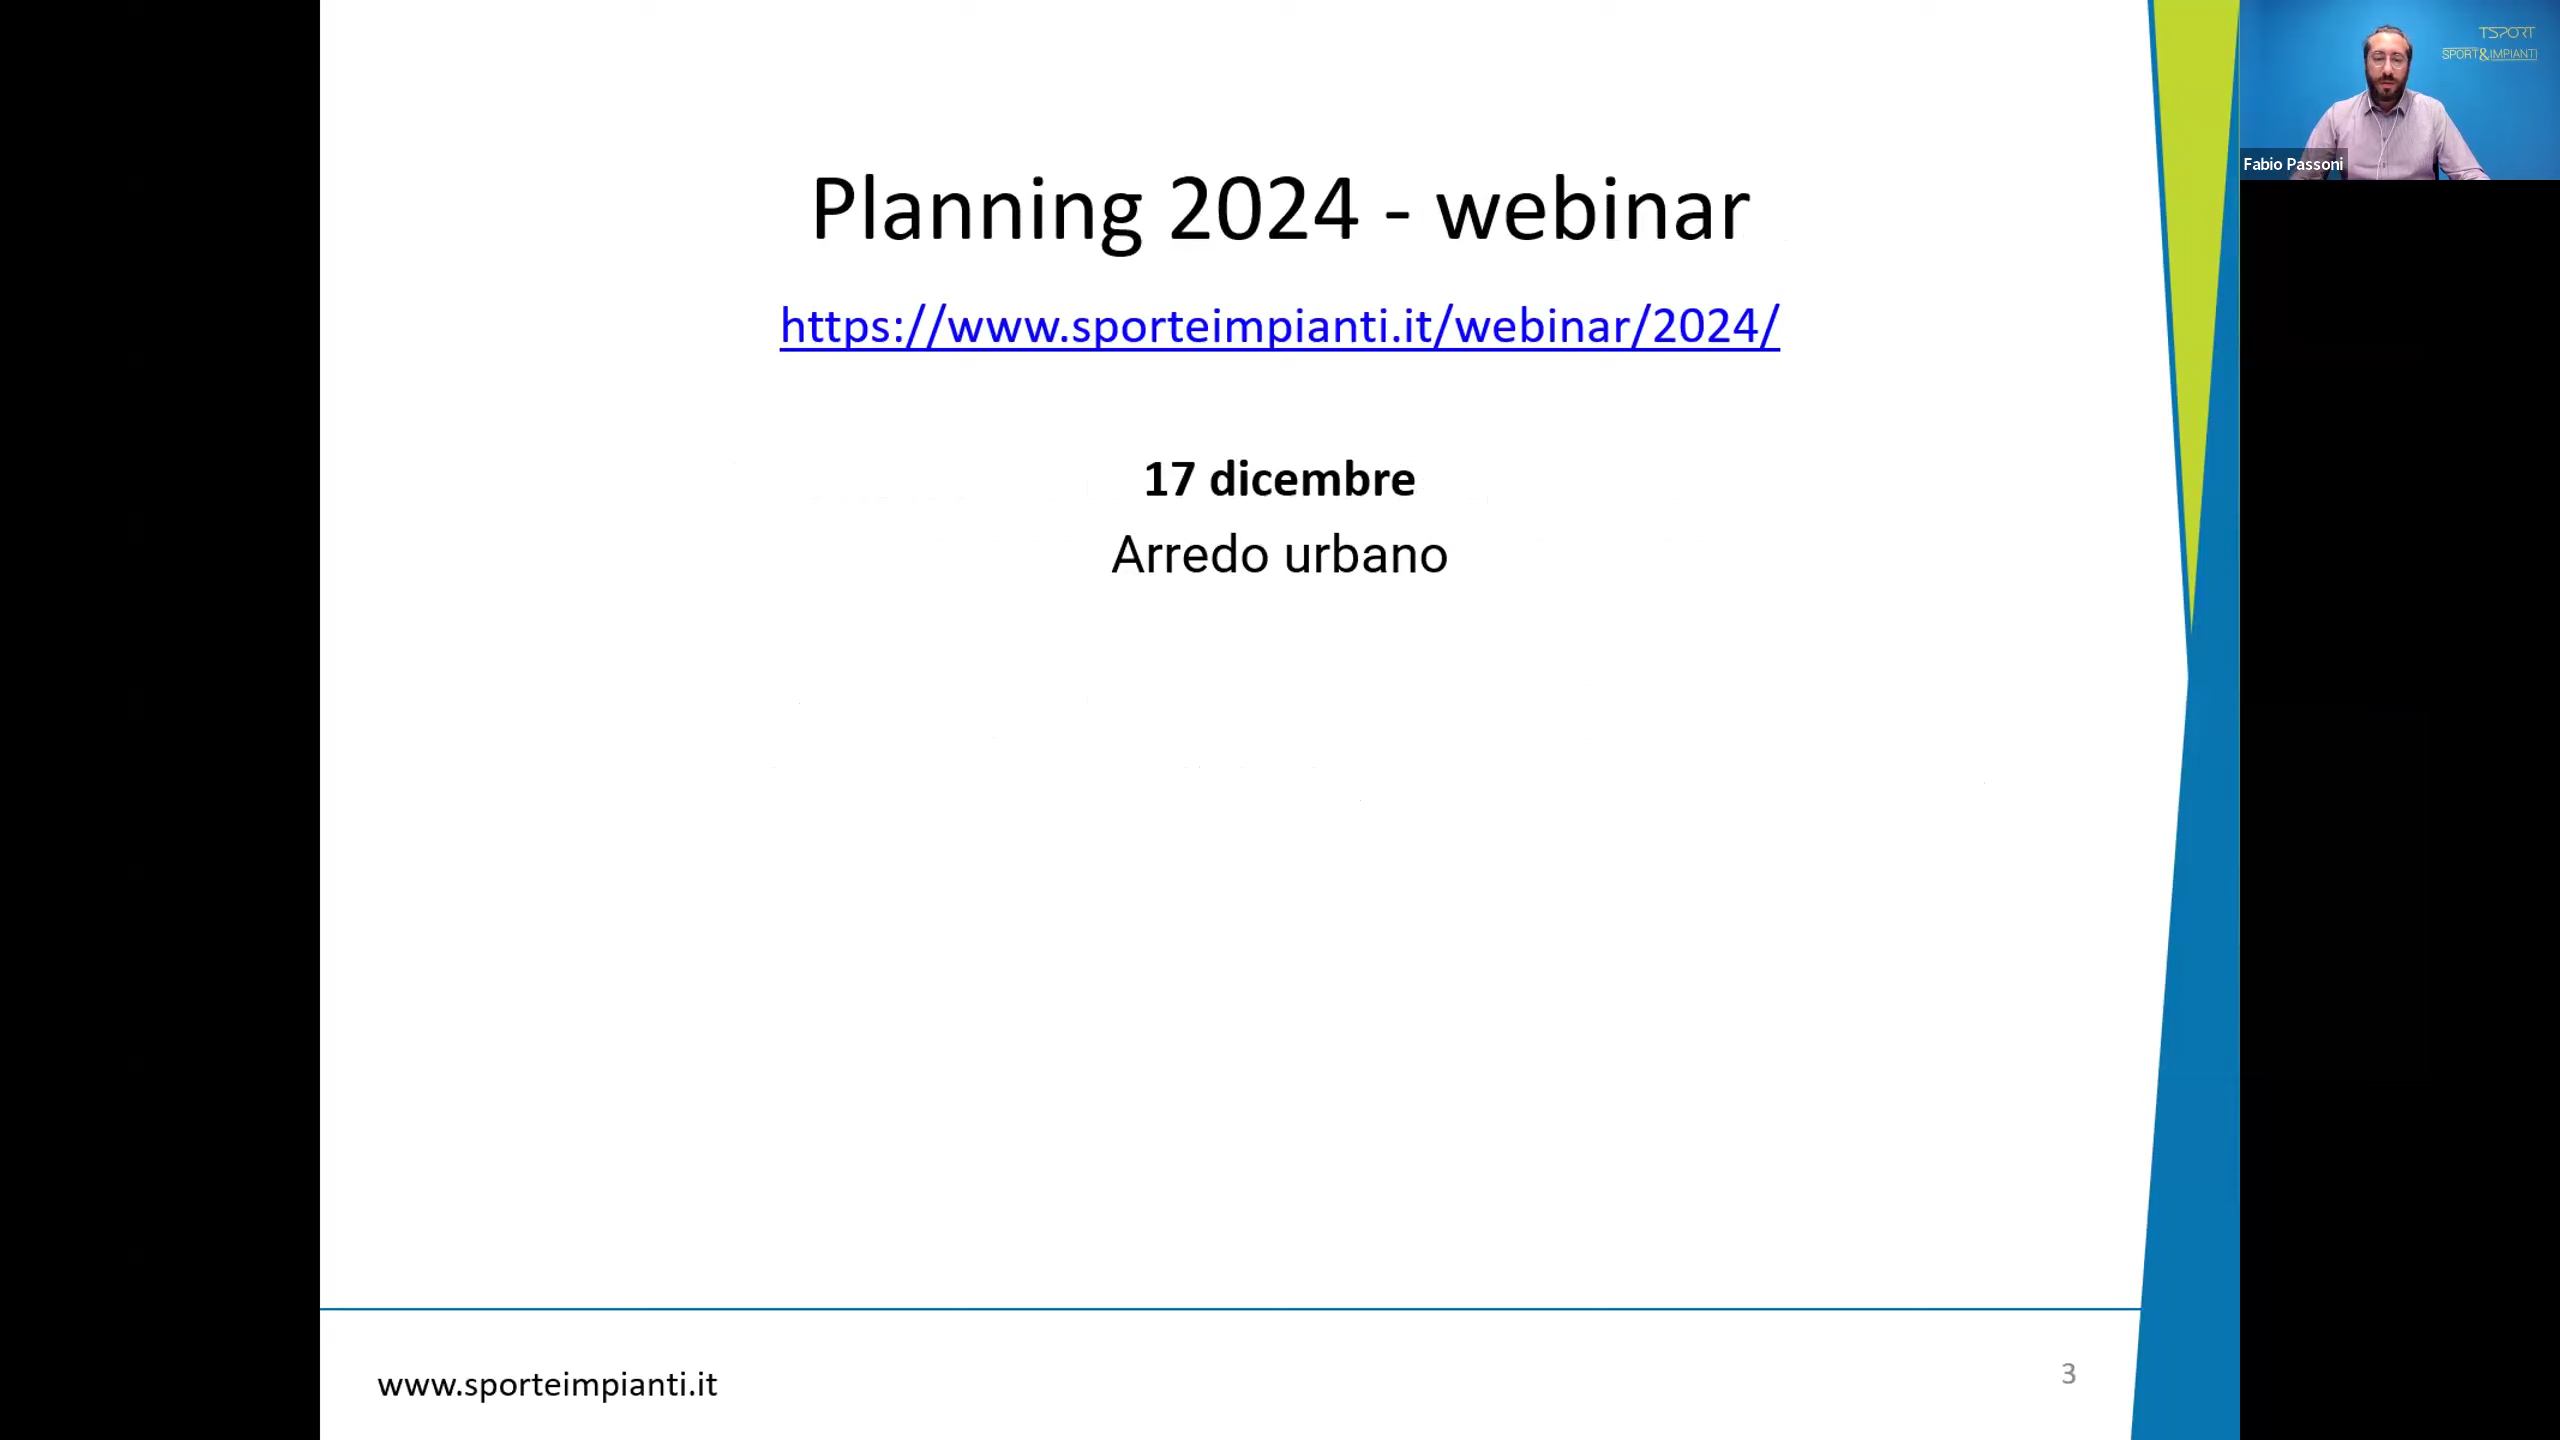 Planning 2024 - webinar
https://www.sporteimpianti.it/webinar/2024/
17 dicembre
Arredo urbano
www.sporteimpianti.it
3
TSPORT
SPORT&IMPIANTI
Fabio Passoni